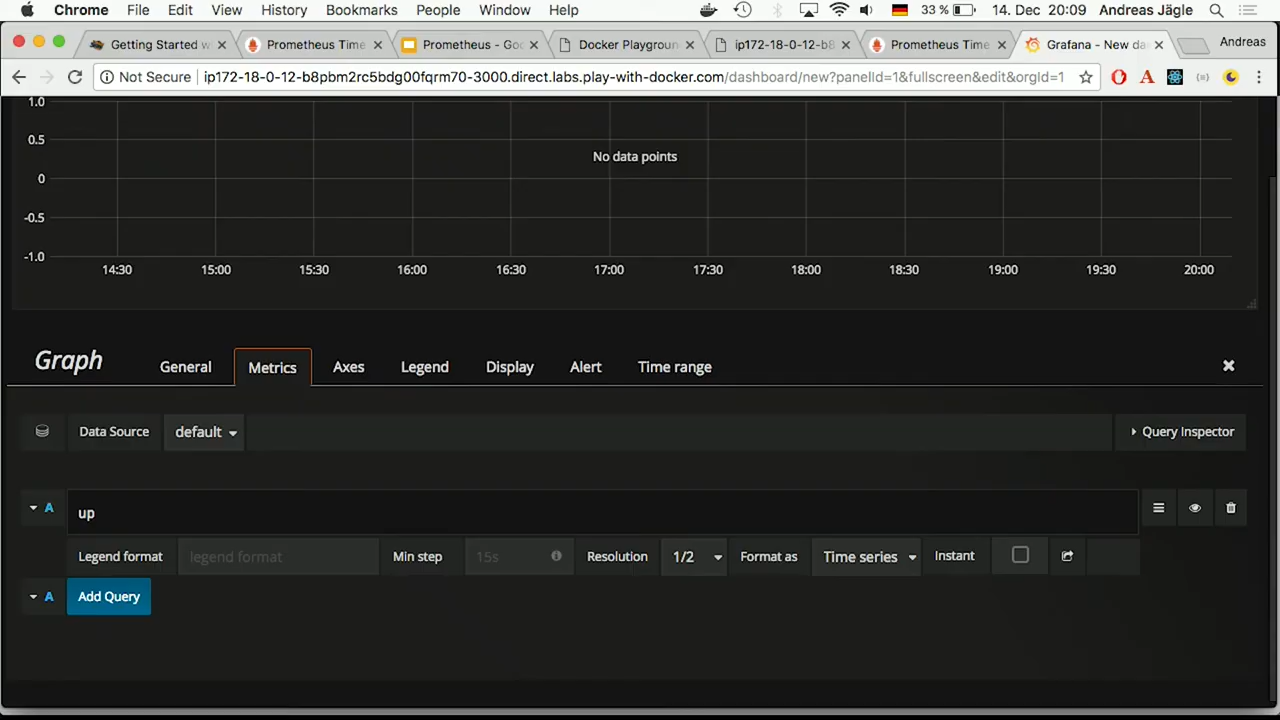 Chrome File Edit View History Bookmarks People Window Help 33 % 14. Dec 20:09 Andreas Jägle
Getting Started w Prometheus Time Prometheus - Goo Docker Playgroun ip172-18-0-12-b8 Prometheus Time Grafana - New da Andreas
Not Secure ip172-18-0-12-b8pbm2rc5bdg00fqrm70-3000.direct.labs.play-with-docker.com/dashboard/new?panelId=1&fullscreen&edit&orgId=1
1.0
0.5
No data points
0
-0.5
-1.0
14:30 15:00 15:30 16:00 16:30 17:00 17:30 18:00 18:30 19:00 19:30 20:00
Graph General Metrics Axes Legend Display Alert Time range
Data Source default Query Inspector
A up
Legend format legend format Min step 15s Resolution 1/2 Format as Time series Instant
A Add Query